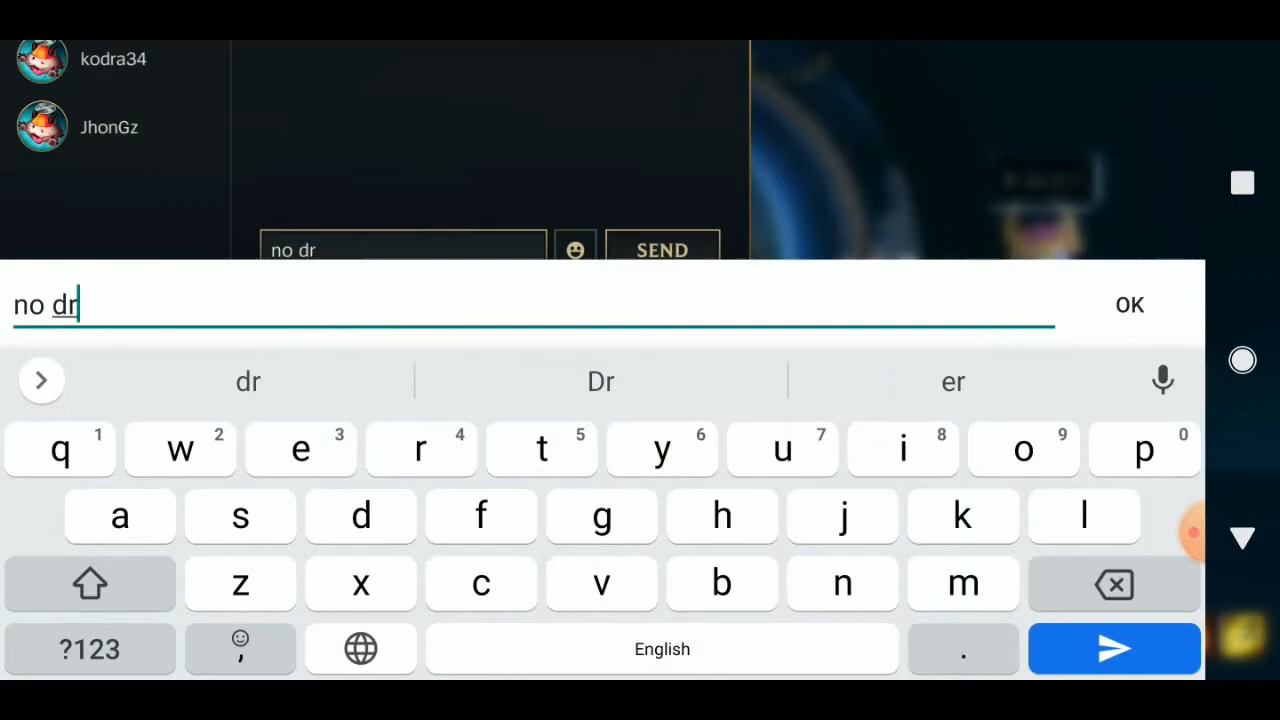 kodra34
JhonGz
no dr
SEND
no dr
OK
dr Dr er
q 1 w 2 e 3 r 4 t 5 y 6 u 7 i 8 o 9 p 0
a s d f g h j k l
z x c v b n m
?123 , English .